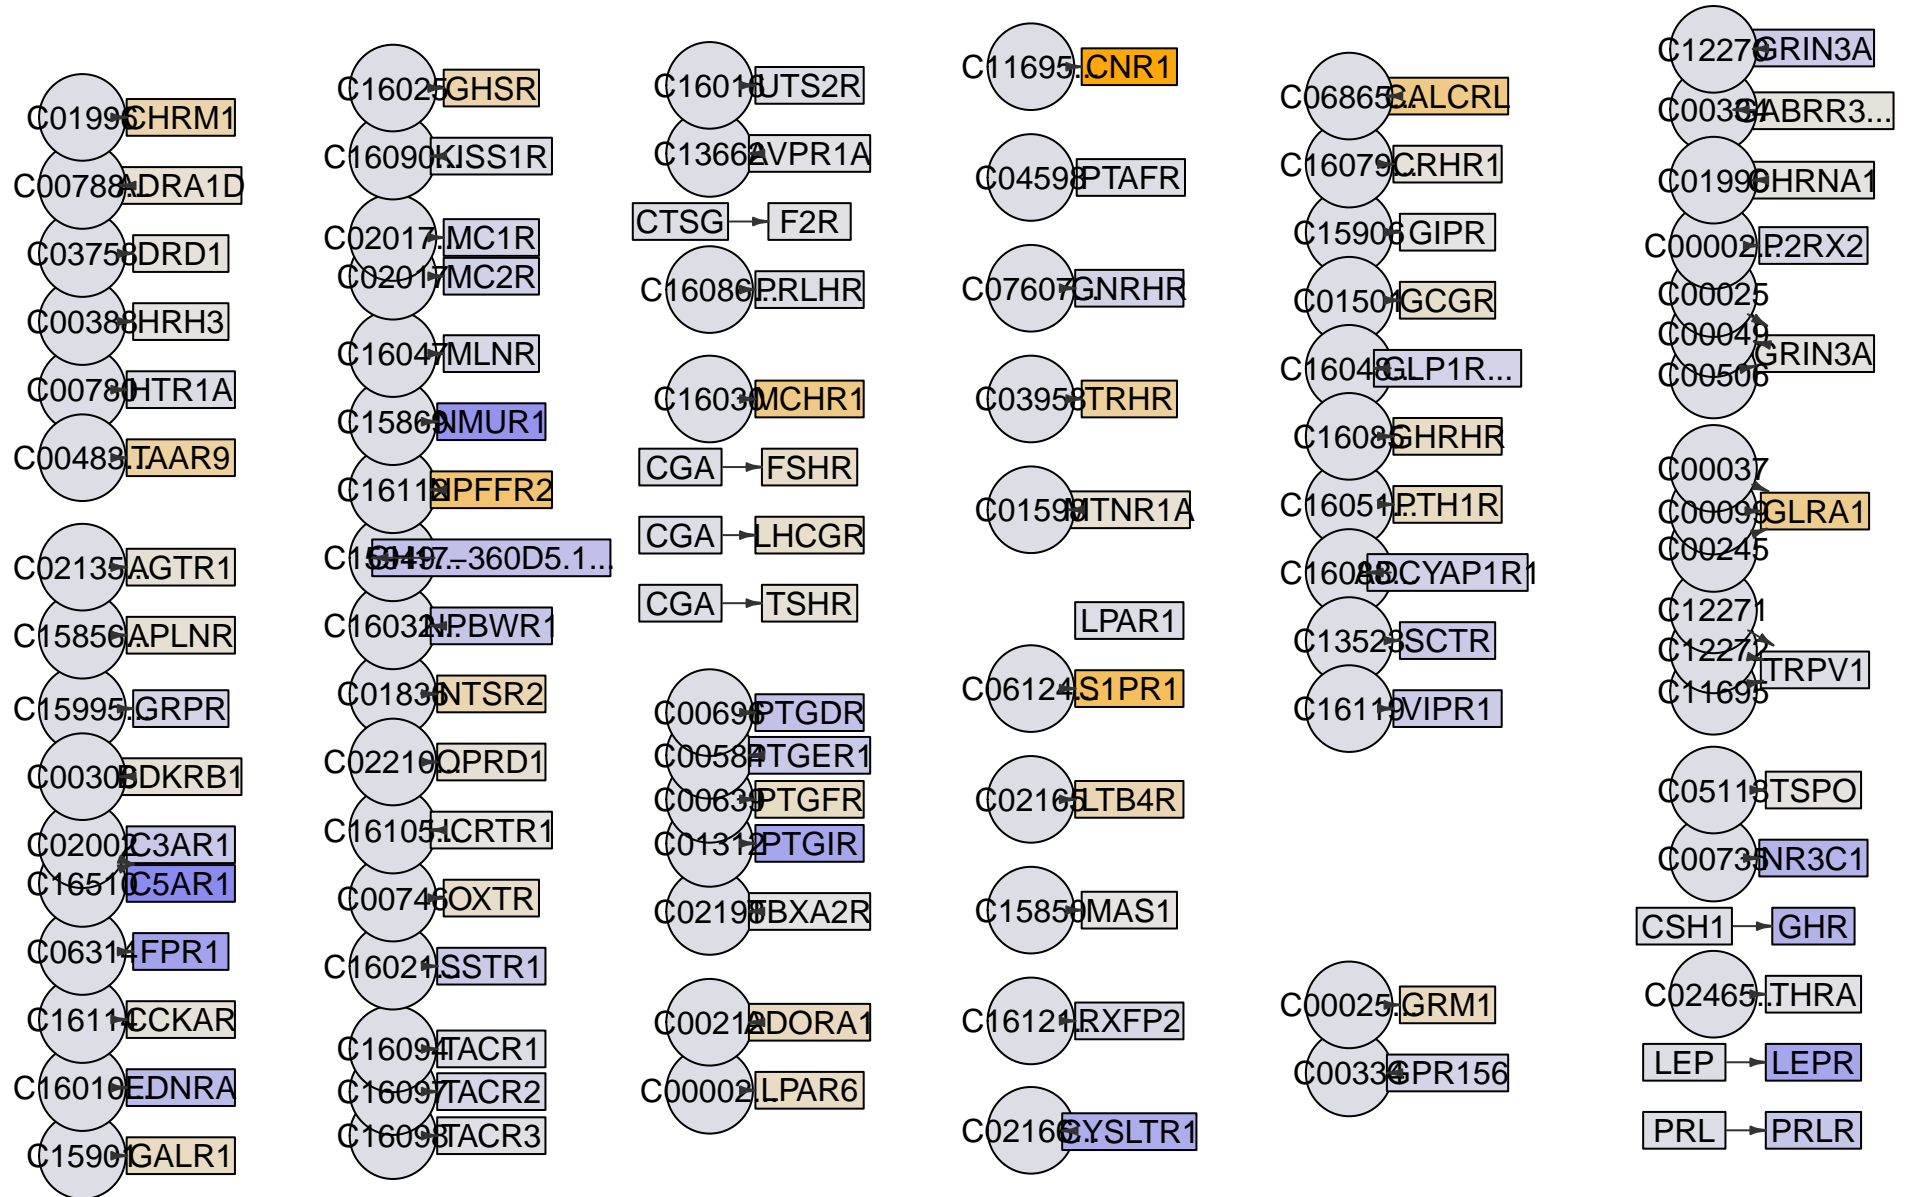 C01996 CHRM1
C00788... ADRA1D
C03758 DRD1
C00388 HRH3
C00780 HTR1A
C00483... TAAR9
C02135... AGTR1
C15856... APLNR
C15995... GRPR
C00306 BDKRB1
C02002 C3AR1
C16510 C5AR1
C06314 FPR1
C16114 CCKAR
C16010... EDNRA
C15901 GALR1
C16025 GHSR
C16090... KISS1R
C02017... MC1R
C02017 MC2R
C16047 MLNR
C15869 NMUR1
C16118 NPFFR2
–360D5.1...
C16032... NPBWR1
C01836 NTSR2
C02210... OPRD1
C16105... HCRTR1
C00746 OXTR
C16021... SSTR1
C16094 TACR1
C16097 TACR2
C16098 TACR3
C16016 UTS2R
C13662 AVPR1A
CTSG F2R
C16086... PRLHR
C16030 MCHR1
CGA FSHR
CGA LHCGR
CGA TSHR
C00696 PTGDR
C00584 PTGER1
C00639 PTGFR
C01312 PTGIR
C02198 TBXA2R
C00212 ADORA1
C00002... LPAR6
C11695... CNR1
C04598 PTAFR
C07607... GNRHR
C03958 TRHR
C01598 MTNR1A
LPAR1
C06124... S1PR1
C02165 LTB4R
C15850 MAS1
C16121... RXFP2
C02166... CYSLTR1
C06865... CALCRL
C16079... CRHR1
C15906 GIPR
C01501 GCGR
C16048... GLP1R...
C16085 GHRHR
C16051... PTH1R
ADCYAP1R1
C13523 SCTR
C16119 VIPR1
C00025... GRM1
C00334 GPR156
C12270 GRIN3A
C00334 GABRR3...
C01996 CHRNA1
C00002... P2RX2
C00025
C00049
GRIN3A
C00506
C00037
C00099 GLRA1
C00245
C12271
C12272
TRPV1
C11695
C05113 TSPO
C00735 NR3C1
CSH1 GHR
C02465... THRA
LEP LEPR
PRL PRLR